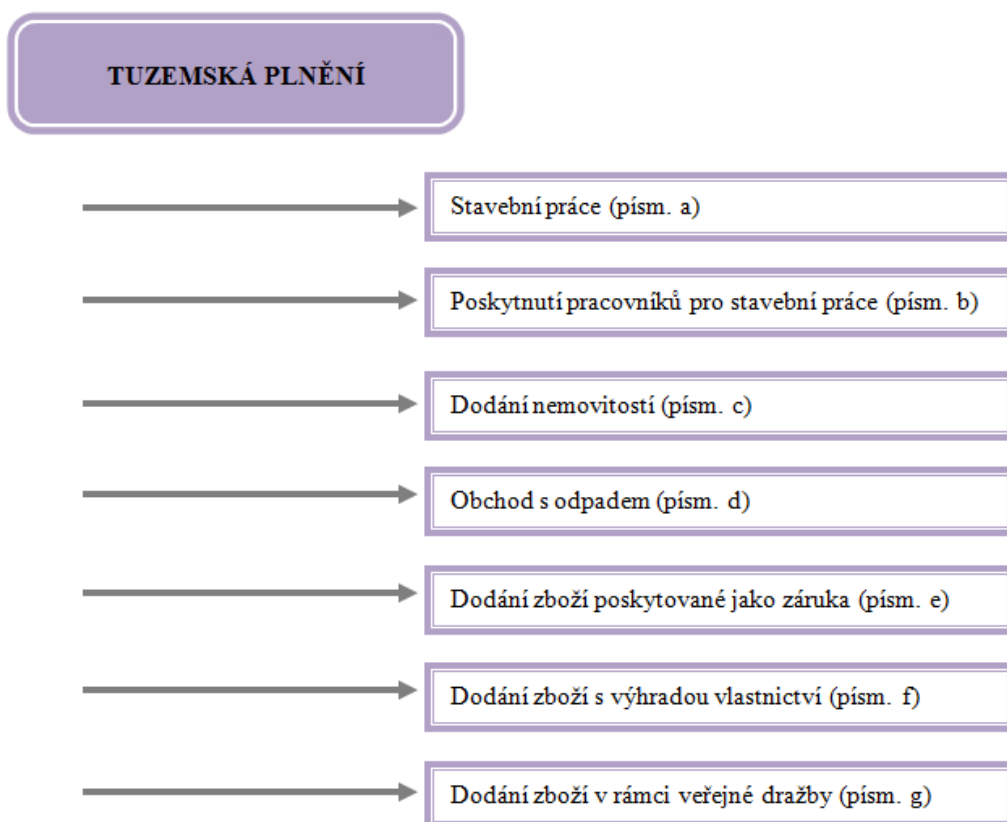 TUZEMSKÁ PLNĚNÍ
Stavební práce (písm. a)
Poskytnutí pracovníků pro stavební práce (písm. b)
Dodání nemovitostí (písm. c)
Obchod s odpadem (písm. d)
Dodání zboží poskytované jako záruka (písm. e)
Dodání zboží s výhradou vlastnictví (písm. f)
Dodání zboží v rámci veřejné dražby (písm. g)